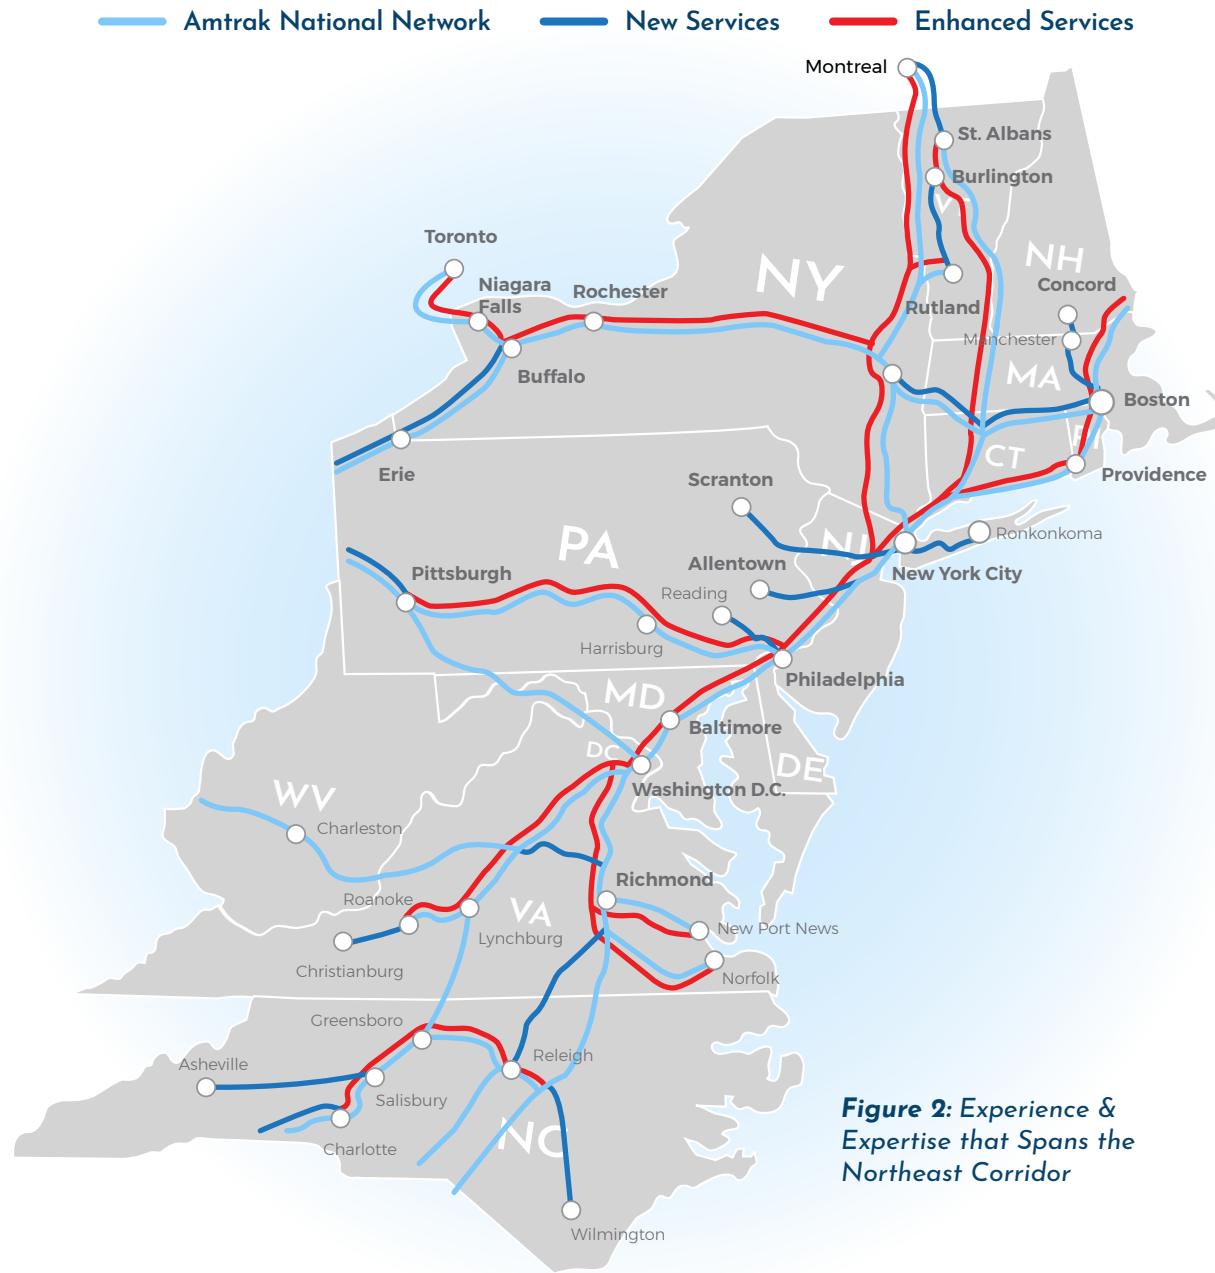 Amtrak National Network
New Services
Enhanced Services
Montreal
St. Albans
Burlington
VT
Toronto
NY
NH
Niagara
Falls
Rochester
Concord
Rutland
Manchester
Buffalo
MA
Boston
Erie
CT
RI
Providence
Scranton
Ronkonkoma
PA
NJ
Allentown
New York City
Pittsburgh
Reading
Harrisburg
Philadelphia
MD
Baltimore
DC
DE
Washington D.C.
WV
Charleston
Richmond
Roanoke
VA
New Port News
Lynchburg
Christianburg
Norfolk
Greensboro
Releigh
Asheville
Salisbury
NC
Charlotte
Wilmington
Figure 2: Experience &
Expertise that Spans the
Northeast Corridor